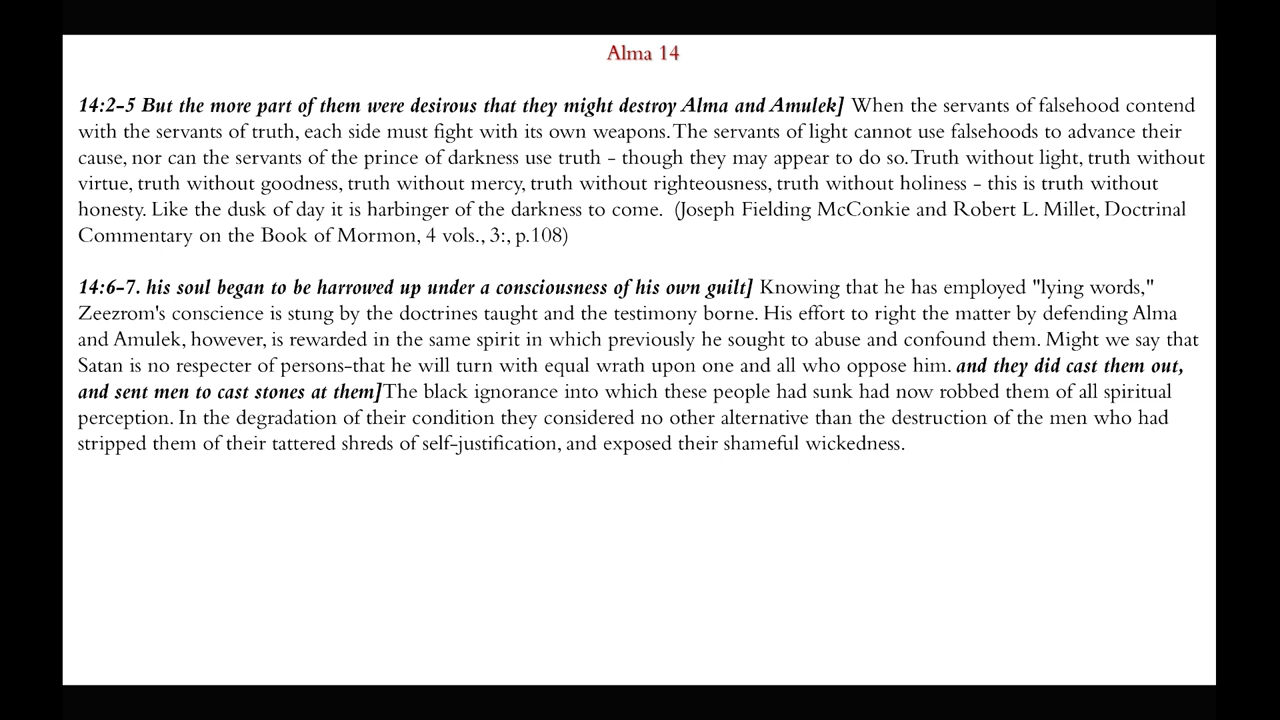 Alma 14
14:2-5 But the more part of them were desirous that they might destroy Alma and Amulek] When the servants of falsehood contend
with the servants of truth, each side must fight with its own weapons. The servants of light cannot use falsehoods to advance their
cause, nor can the servants of the prince of darkness use truth - though they may appear to do so. Truth without light, truth without
virtue, truth without goodness, truth without mercy, truth without righteousness, truth without holiness - this is truth without
honesty. Like the dusk of day it is harbinger of the darkness to come. (Joseph Fielding McConkie and Robert L. Millet, Doctrinal
Commentary on the Book of Mormon, 4 vols., 3:, p.108)
14:6-7. his soul began to be harrowed up under a consciousness of his own guilt] Knowing that he has employed "lying words,"
Zeezrom's conscience is stung by the doctrines taught and the testimony borne. His effort to right the matter by defending Alma
and Amulek, however, is rewarded in the same spirit in which previously he sought to abuse and confound them. Might we say that
Satan is no respecter of persons-that he will turn with equal wrath upon one and all who oppose him. and they did cast them out,
and sent men to cast stones at them]The black ignorance into which these people had sunk had now robbed them of all spiritual
perception. In the degradation of their condition they considered no other alternative than the destruction of the men who had
stripped them of their tattered shreds of self-justification, and exposed their shameful wickedness.